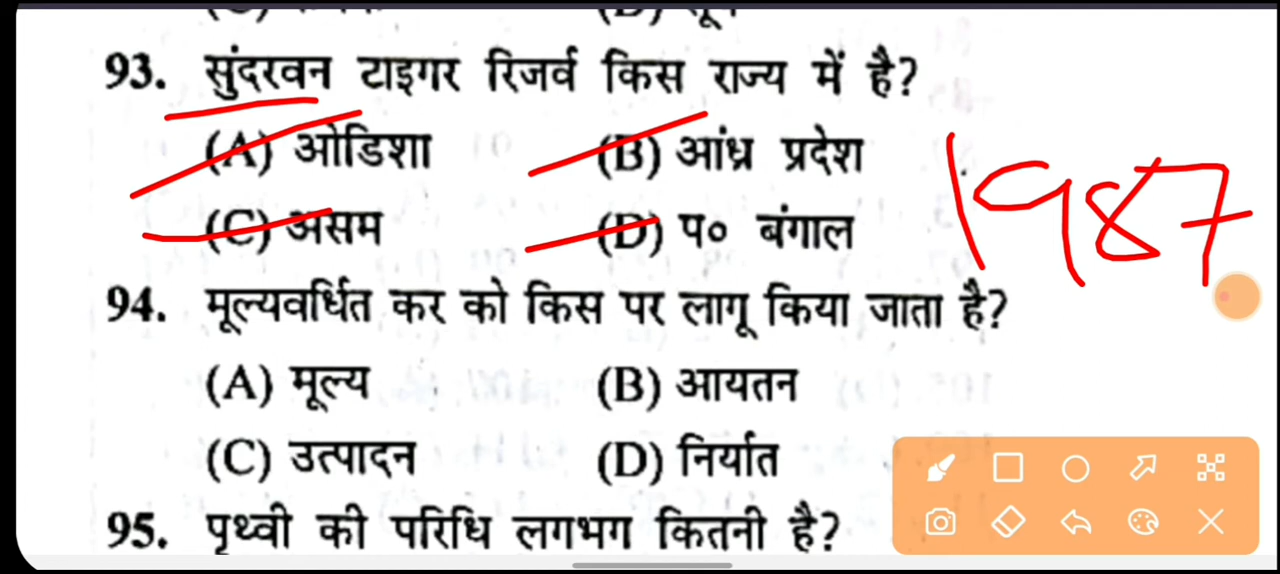 93. सुंदरवन टाइगर रिजर्व किस राज्य में है?
(A) ओडिशा (B) आंध्र प्रदेश
(C) असम (D) प० बंगाल
1987
94. मूल्यवर्धित कर को किस पर लागू किया जाता है?
(A) मूल्य (B) आयतन
(C) उत्पादन (D) निर्यात
95. पृथ्वी की परिधि लगभग कितनी है?